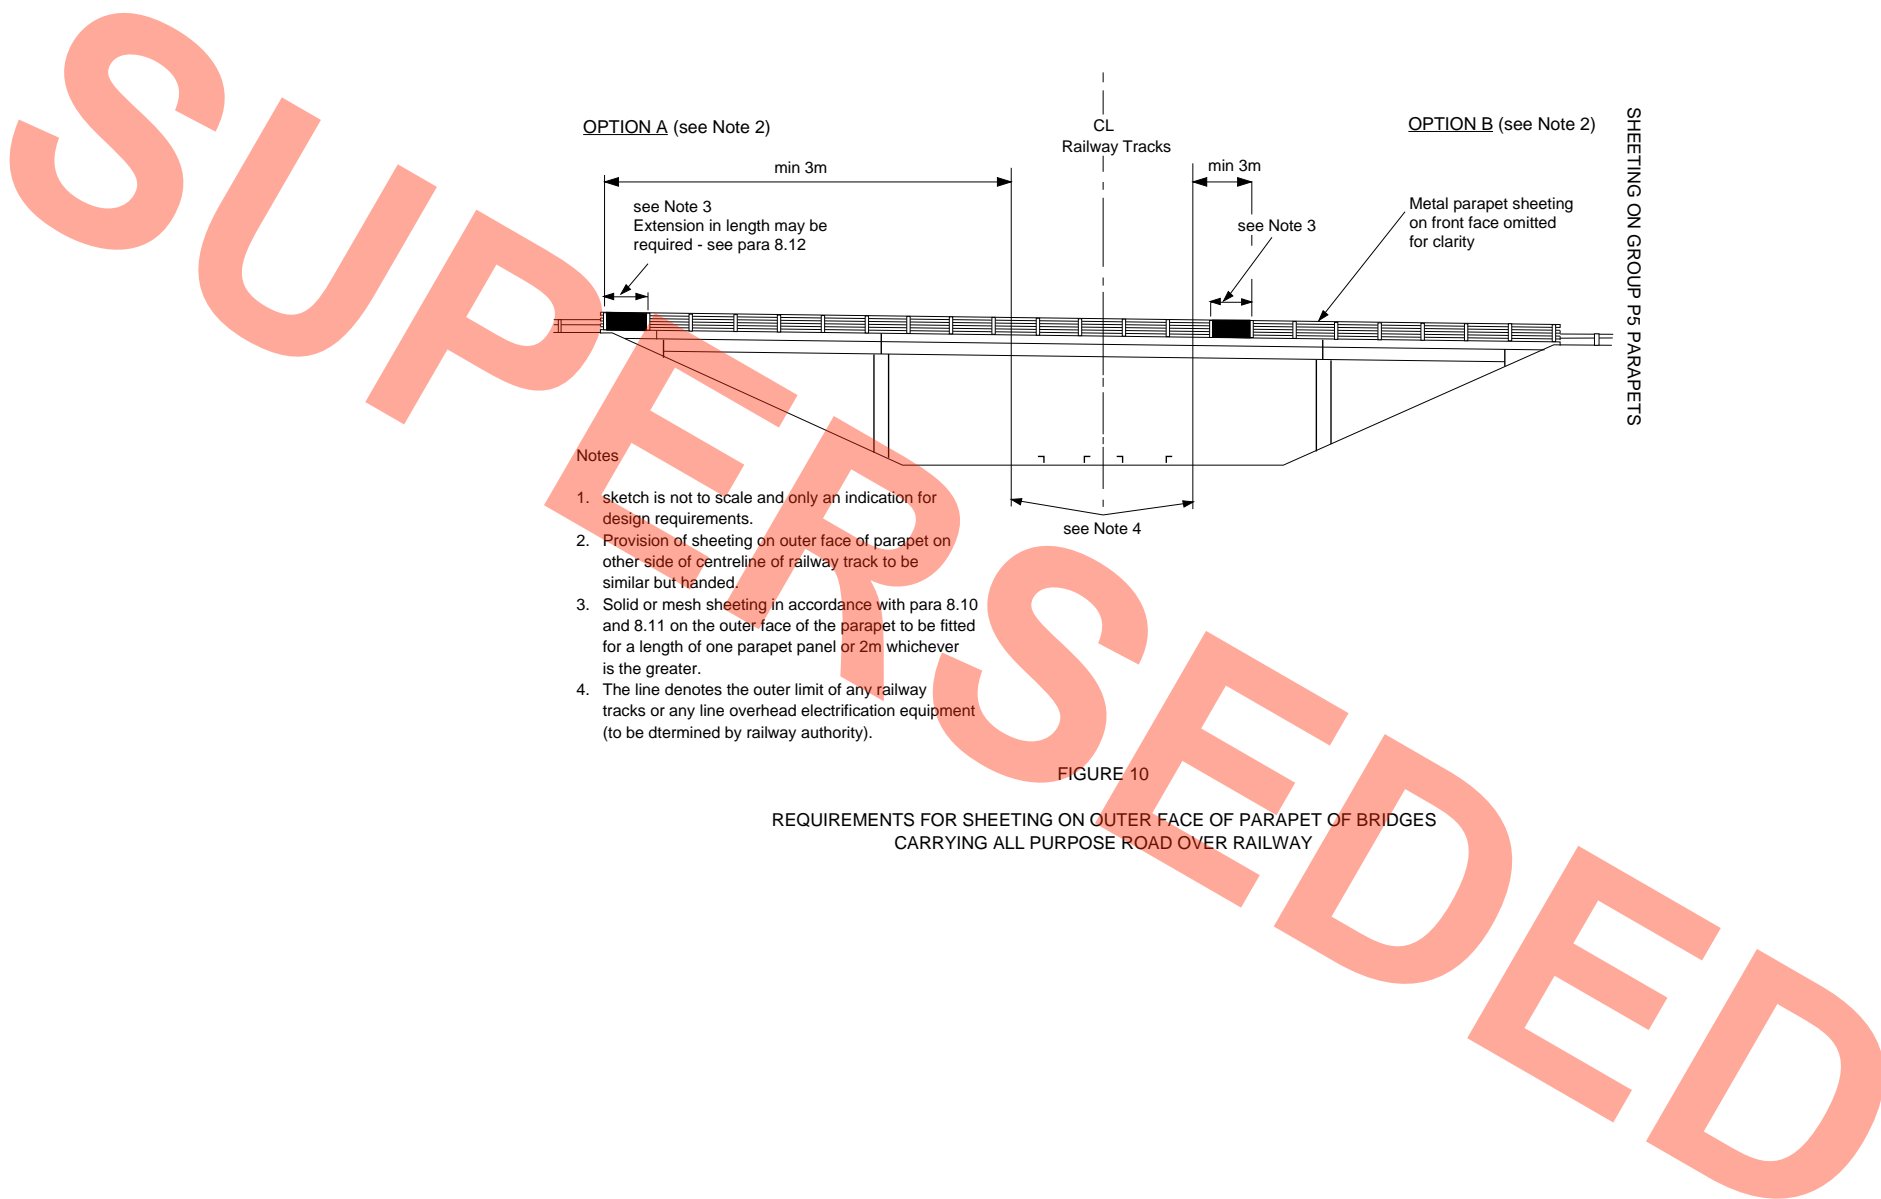 OPTION A (see Note 2)
CL
Railway Tracks
OPTION B (see Note 2)
min 3m
min 3m
see Note 3
Extension in length may be
required - see para 8.12
see Note 3
Metal parapet sheeting
on front face omitted
for clarity
SHEETING ON GROUP P5 PARAPETS
see Note 4
Notes
1. sketch is not to scale and only an indication for
design requirements.
2. Provision of sheeting on outer face of parapet on
other side of centreline of railway track to be
similar but handed.
3. Solid or mesh sheeting in accordance with para 8.10
and 8.11 on the outer face of the parapet to be fitted
for a length of one parapet panel or 2m whichever
is the greater.
4. The line denotes the outer limit of any railway
tracks or any line overhead electrification equipment
(to be dtermined by railway authority).
FIGURE 10
REQUIREMENTS FOR SHEETING ON OUTER FACE OF PARAPET OF BRIDGES
CARRYING ALL PURPOSE ROAD OVER RAILWAY
SUPERSEDED